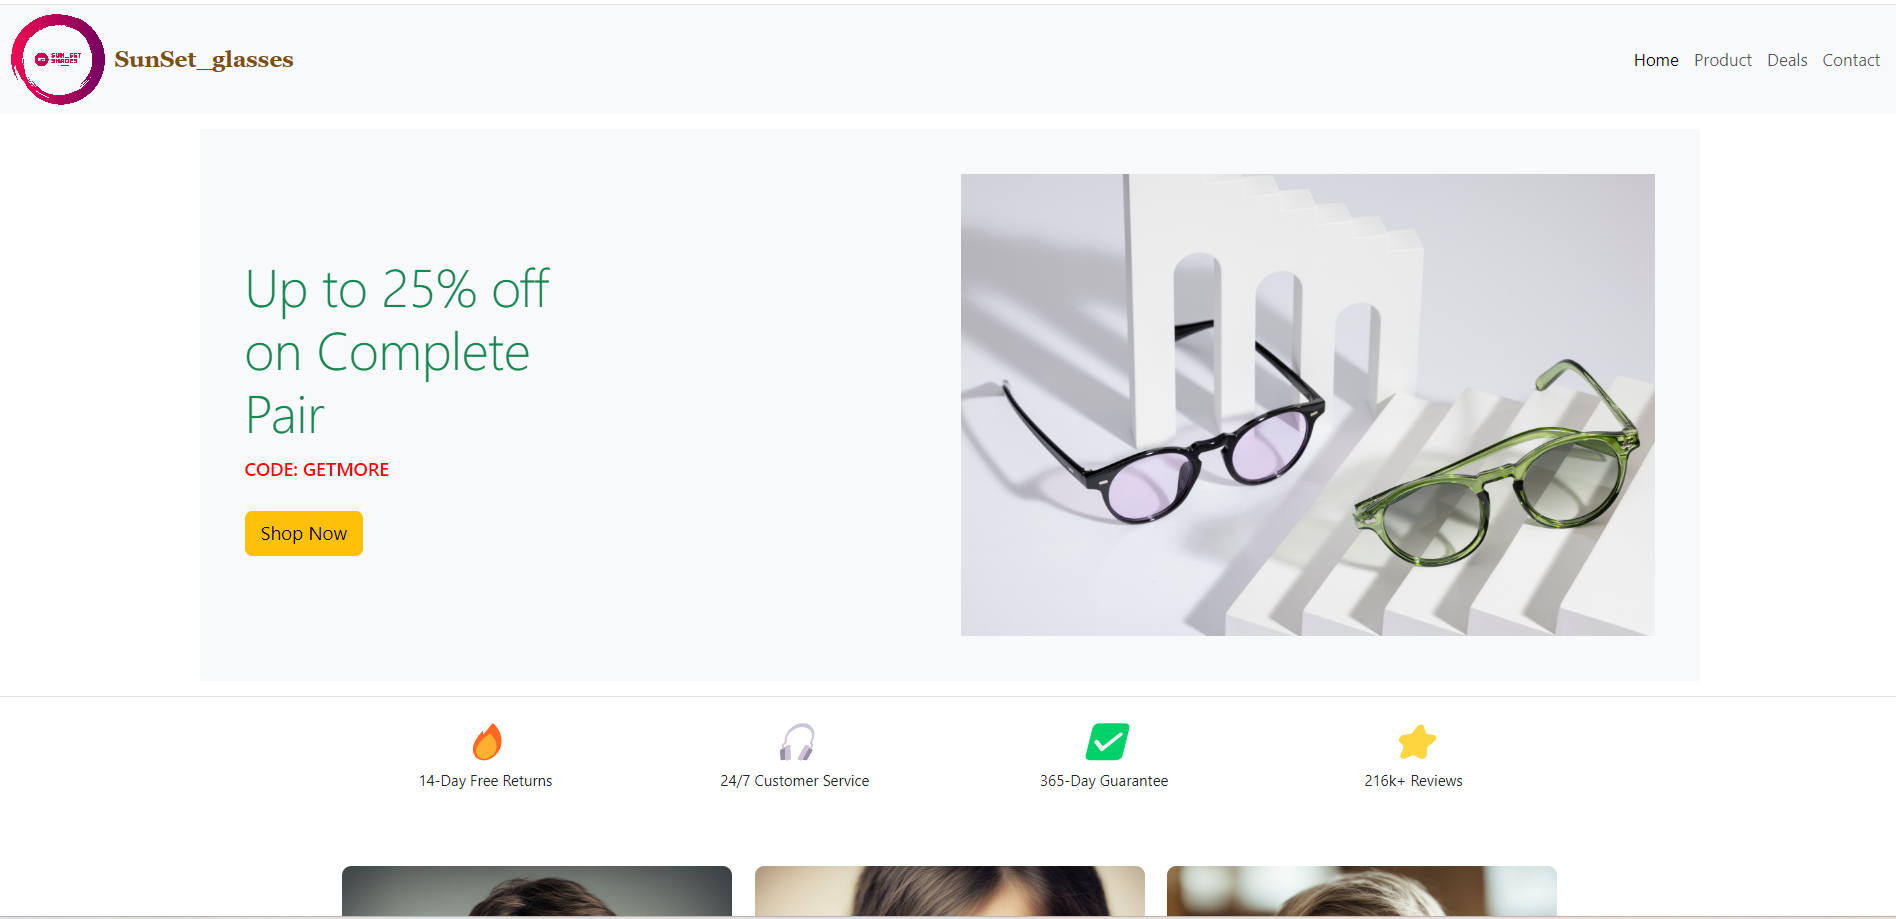 SUN_SET
SHADES
SunSet_glasses
Home Product Deals Contact
Up to 25% off
on Complete
Pair
CODE: GETMORE
Shop Now
14-Day Free Returns
24/7 Customer Service
365-Day Guarantee
216k+ Reviews